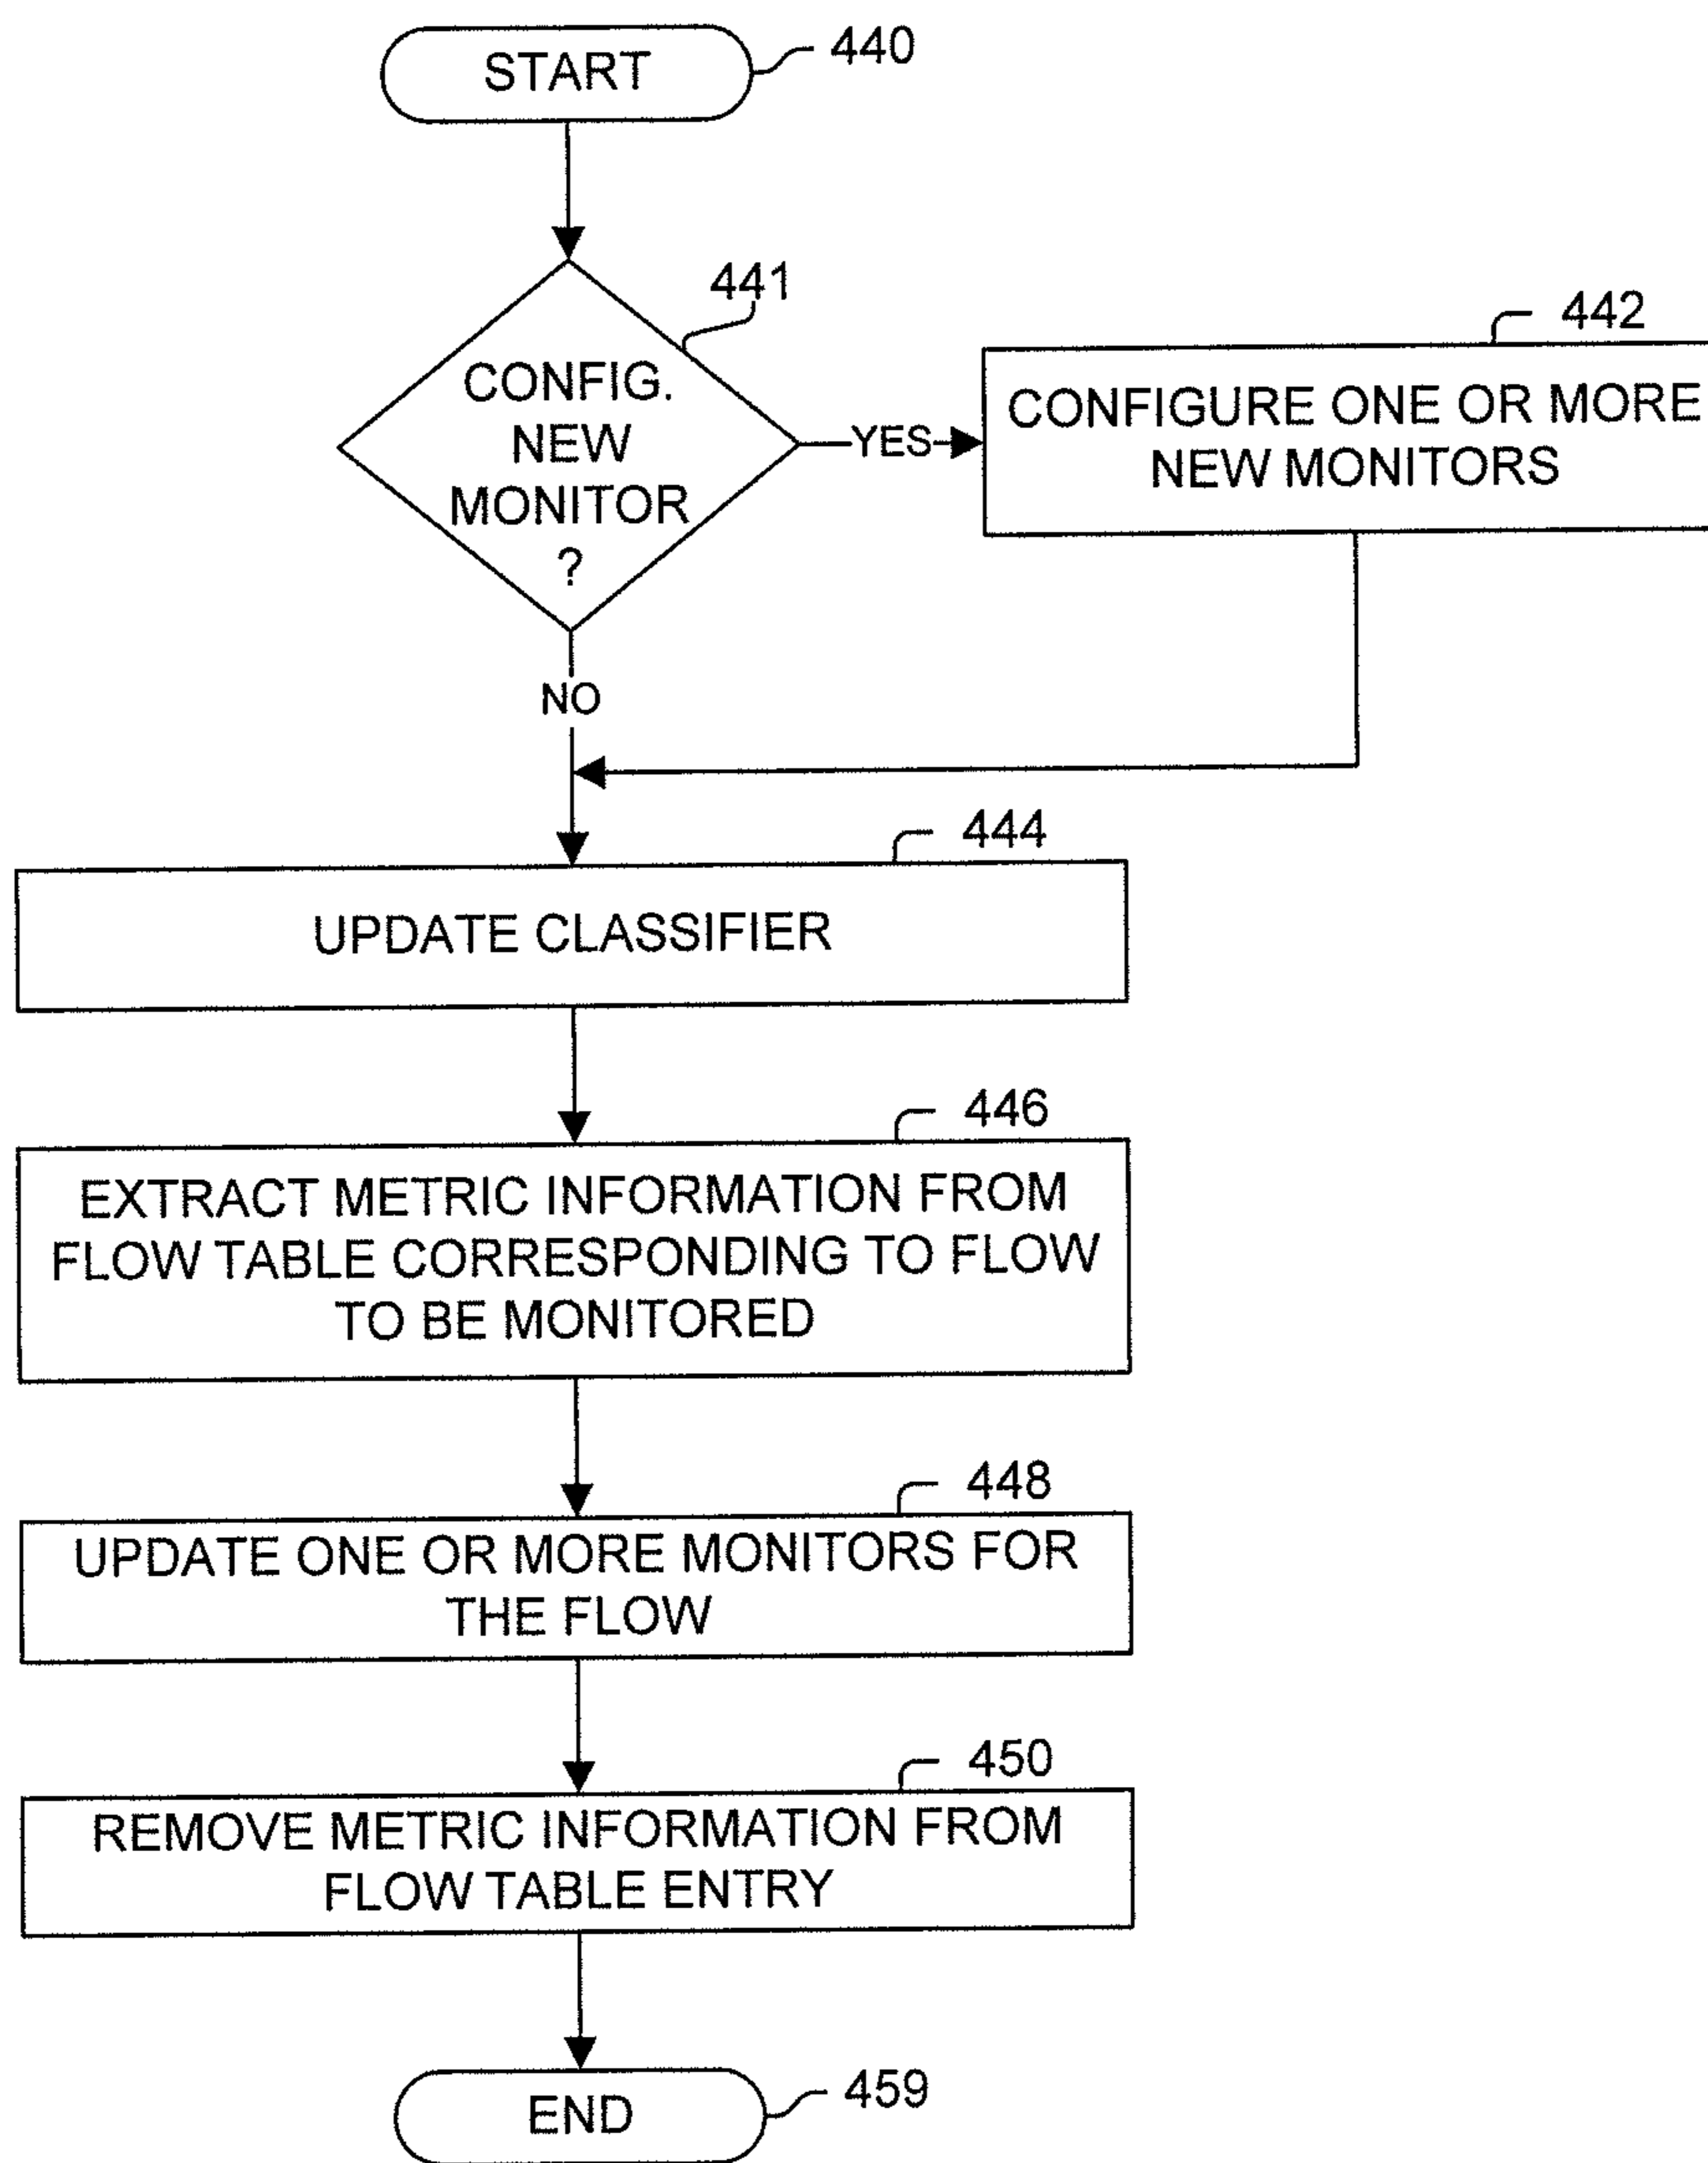 START
440
441
CONFIG.
NEW
MONITOR
?
YES
442
CONFIGURE ONE OR MORE
NEW MONITORS
NO
444
UPDATE CLASSIFIER
446
EXTRACT METRIC INFORMATION FROM
FLOW TABLE CORRESPONDING TO FLOW
TO BE MONITORED
448
UPDATE ONE OR MORE MONITORS FOR
THE FLOW
450
REMOVE METRIC INFORMATION FROM
FLOW TABLE ENTRY
END
459